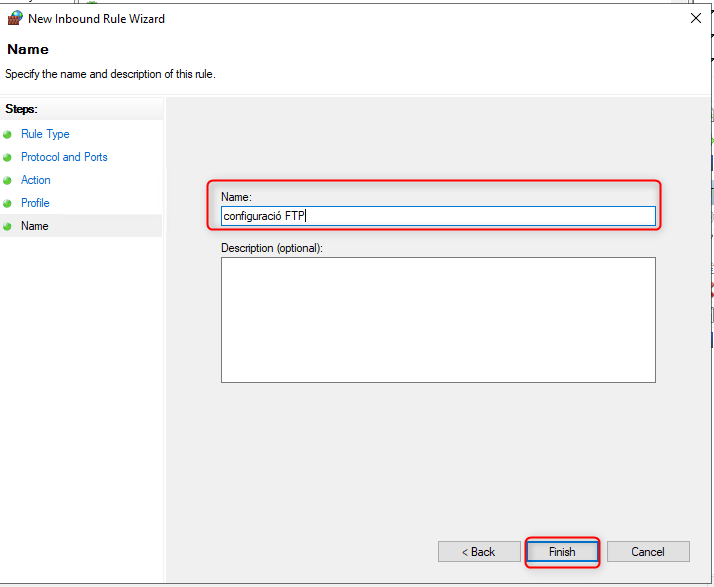 New Inbound Rule Wizard
Name
Specify the name and description of this rule.
Steps:
Rule Type
Protocol and Ports
Action
Profile
Name
Name:
configuració FTP
Description (optional):
< Back
Finish
Cancel